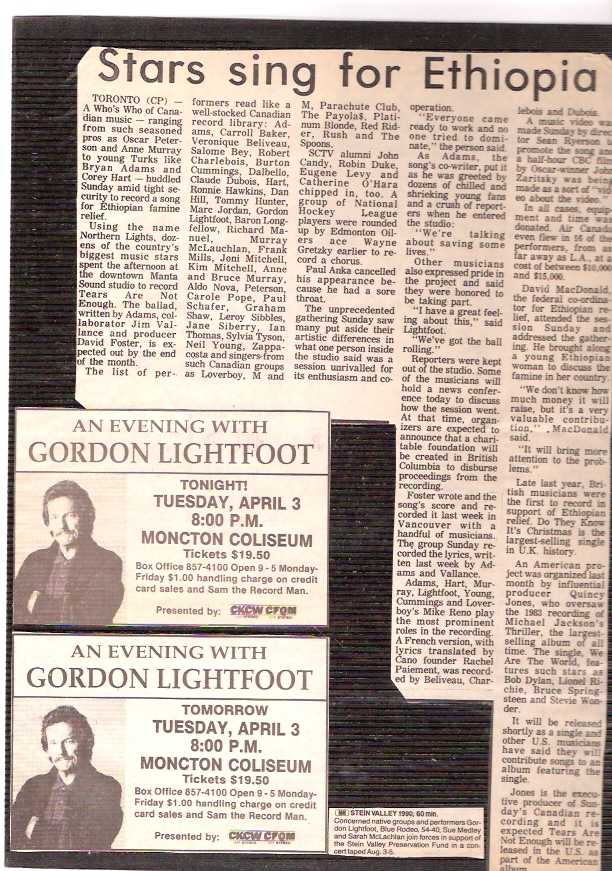 Stars sing for Ethiopia
TORONTO (CP) —
A Who's Who of Cana-
dian music — ranging
from such seasoned
pros as Oscar Peter-
son and Anne Murray
to young Turks like
Bryan Adams and
Corey Hart — huddled
Sunday amid tight se-
curity to record a song
for Ethiopian famine
relief.
Using the name
Northern Lights, doz-
ens of the country's
biggest music stars
spent the afternoon at
the downtown Manta
Sound studio to record
Tears Are Not
Enough. The ballad,
written by Adams, col-
laborator Jim Val-
lance and producer
David Foster, is ex-
pected out by the end
of the month.
The list of per-
formers read like a
well-stocked Canadian
record library: Ad-
ams, Carroll Baker,
Veronique Beliveau,
Salome Bey, Robert
Charlebois, Burton
Cummings, Dalbello,
Claude Dubois, Hart,
Ronnie Hawkins, Dan
Hill, Tommy Hunter,
Marc Jordan, Gordon
Lightfoot, Baron Long-
fellow, Richard Ma-
nuel, Murray
McLauchlan, Frank
Mills, Joni Mitchell,
Kim Mitchell, Anne
and Bruce Murray,
Aldo Nova, Peterson,
Carole Pope, Paul
Schafer, Graham
Shaw, Leroy Sibbles,
Jane Siberry, Ian
Thomas, Sylvia Tyson,
Neil Young, Zappa-
costa and singers from
such Canadian groups
as Loverboy, M and
M, Parachute Club,
The Payola$, Plati-
num Blonde, Red Rid-
er, Rush and The
Spoons.
SCTV alumni John
Candy, Robin Duke,
Eugene Levy and
Catherine O'Hara
chipped in, too. A
group of National
Hockey League
players were rounded
up by Edmonton Oil-
ers ace Wayne
Gretzky earlier to re-
cord a chorus.
Paul Anka cancelled
his appearance be-
cause he had a sore
throat.
The unprecedented
gathering Sunday saw
many put aside their
artistic differences in
what one person inside
the studio said was a
session unrivalled for
its enthusiasm and co-
operation.
"Everyone came
ready to work and no
one tried to domi-
nate," the person said.
As Adams, the
song's co-writer, put it
as he was greeted by
dozens of chilled and
shrieking young fans
and a crush of report-
ers when he entered
the studio:
"We're talking
about saving some
lives."
Other musicians
also expressed pride in
the project and said
they were honored to
be taking part.
"I have a great feel-
ing about this," said
Lightfoot.
"We've got the ball
rolling."
Reporters were kept
out of the studio. Some
of the musicians will
hold a news confer-
ence today to discuss
how the session went.
At that time, organ-
izers are expected to
announce that a chari-
table foundation will
be created in British
Columbia to disburse
proceedings from the
recording.
Foster wrote and the
song's score and re-
corded it last week in
Vancouver with a
handful of musicians.
The group Sunday re-
corded the lyrics, writ-
ten last week by Ad-
ams and Vallance.
Adams, Hart, Mur-
ray, Lightfoot, Young,
Cummings and Lover-
boy's Mike Reno play
the most prominent
roles in the recording.
A French version, with
lyrics translated by
Cano founder Rachel
Paiement, was record-
ed by Beliveau, Char-
lebois and Dubois.
A music video was
made Sunday by direc-
tor Sean Ryerson to
promote the song and
a half-hour CBC film
by Oscar-winner John
Zaritsky was being
made as a sort of "vid-
eo about the video."
In all cases, equip-
ment and time were
donated. Air Canada
even flew in 16 of the
performers, from as
far away as L.A., at a
cost of between $10,000
and $15,000.
David MacDonald,
the federal co-ordina-
tor for Ethiopian re-
lief, attended the ses-
sion Sunday and
addressed the gather-
ing. He brought along
a young Ethiopian
woman to discuss the
famine in her country.
"We don't know how
much money it will
raise, but it's a very
valuable contribu-
tion," MacDonald
said.
"It will bring more
attention to the prob-
lems."
Late last year, Bri-
tish musicians were
the first to record in
support of Ethiopian
relief. Do They Know
It's Christmas is the
largest-selling single
in U.K. history.
An American pro-
ject was organized last
month by influential
producer Quincy
Jones, who oversaw
the 1983 recording of
Michael Jackson's
Thriller, the largest-
selling album of all
time. The single, We
Are The World, fea-
tures such stars as
Bob Dylan, Lionel Ri-
chie, Bruce Spring-
steen and Stevie Won-
der.
It will be released
shortly as a single and
other U.S. musicians
have said they will
contribute songs to an
album featuring the
single.
Jones is the execu-
tive producer of Sun-
day's Canadian re-
cording and it is
expected Tears Are
Not Enough will be re-
leased in the U.S. as
part of the American
album.
AN EVENING WITH
GORDON LIGHTFOOT
TONIGHT!
TUESDAY, APRIL 3
8:00 P.M.
MONCTON COLISEUM
Tickets $19.50
Box Office 857-4100 Open 9 - 5 Monday-
Friday $1.00 handling charge on credit
card sales and Sam the Record Man.
Presented by: CKCW CFQM
AN EVENING WITH
GORDON LIGHTFOOT
TOMORROW
TUESDAY, APRIL 3
8:00 P.M.
MONCTON COLISEUM
Tickets $19.50
Box Office 857-4100 Open 9 - 5 Monday-
Friday $1.00 handling charge on credit
card sales and Sam the Record Man.
Presented by: CKCW CFQM
STEIN VALLEY 1990; 60 min.
Concerned native groups and performers Gor-
don Lightfoot, Blue Rodeo, 54-40, Sue Medley
and Sarah McLachlan join forces in support of
the Stein Valley Preservation Fund in a con-
cert taped Aug. 3-5.